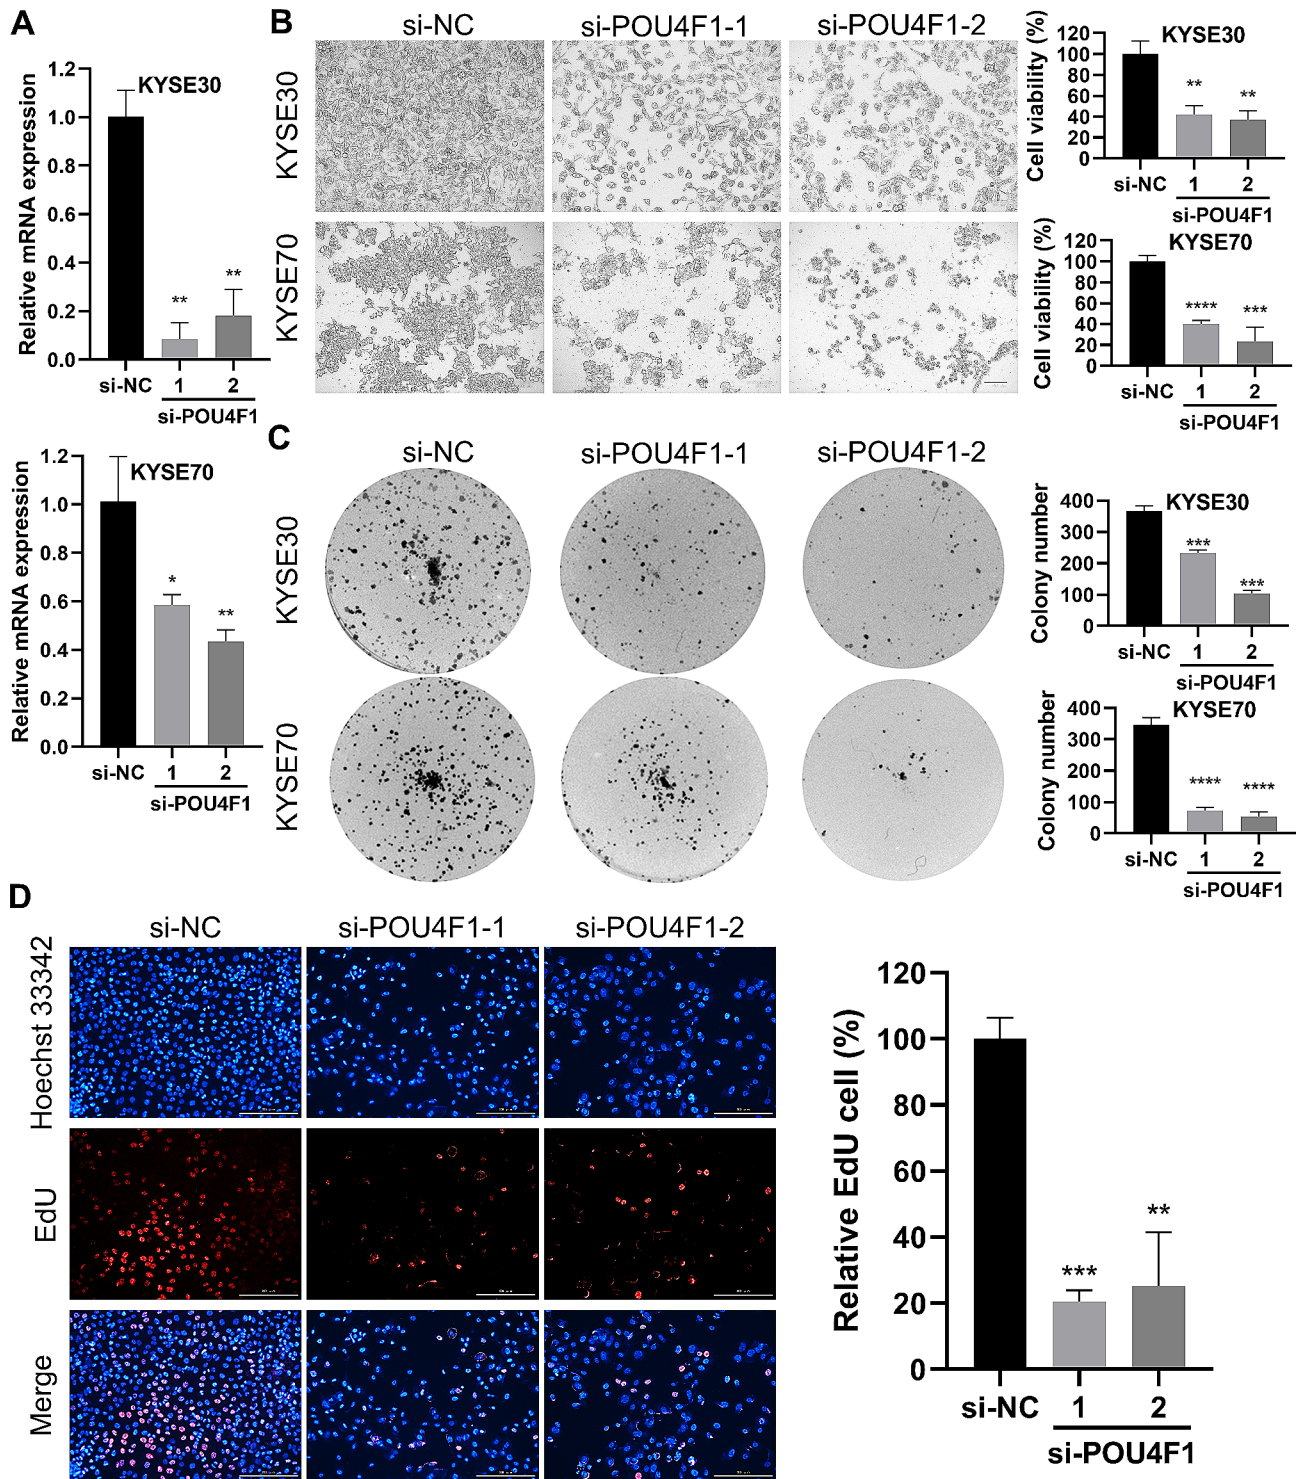 A
Relative mRNA expression
1.2
1.0
0.8
0.6
0.4
0.2
0.0
KYSE30
**
**
si-NC
1
2
si-POU4F1
Relative mRNA expression
1.2
1.0
0.8
0.6
0.4
0.2
0.0
KYSE70
*
**
si-NC
1
2
si-POU4F1
B
si-NC
si-POU4F1-1
si-POU4F1-2
KYSE30
KYSE70
Cell viability (%)
120
100
80
60
40
20
0
KYSE30
**
**
si-NC
1
2
si-POU4F1
Cell viability (%)
120
100
80
60
40
20
0
KYSE70
****
***
si-NC
1
2
si-POU4F1
C
si-NC
si-POU4F1-1
si-POU4F1-2
KYSE30
KYSE70
Colony number
400
300
200
100
0
KYSE30
***
***
si-NC
1
2
si-POU4F1
Colony number
400
300
200
100
0
KYSE70
****
****
si-NC
1
2
si-POU4F1
D
si-NC
si-POU4F1-1
si-POU4F1-2
Hoechst 33342
EdU
Merge
Relative EdU cell (%)
120
100
80
60
40
20
0
***
**
si-NC
1
2
si-POU4F1